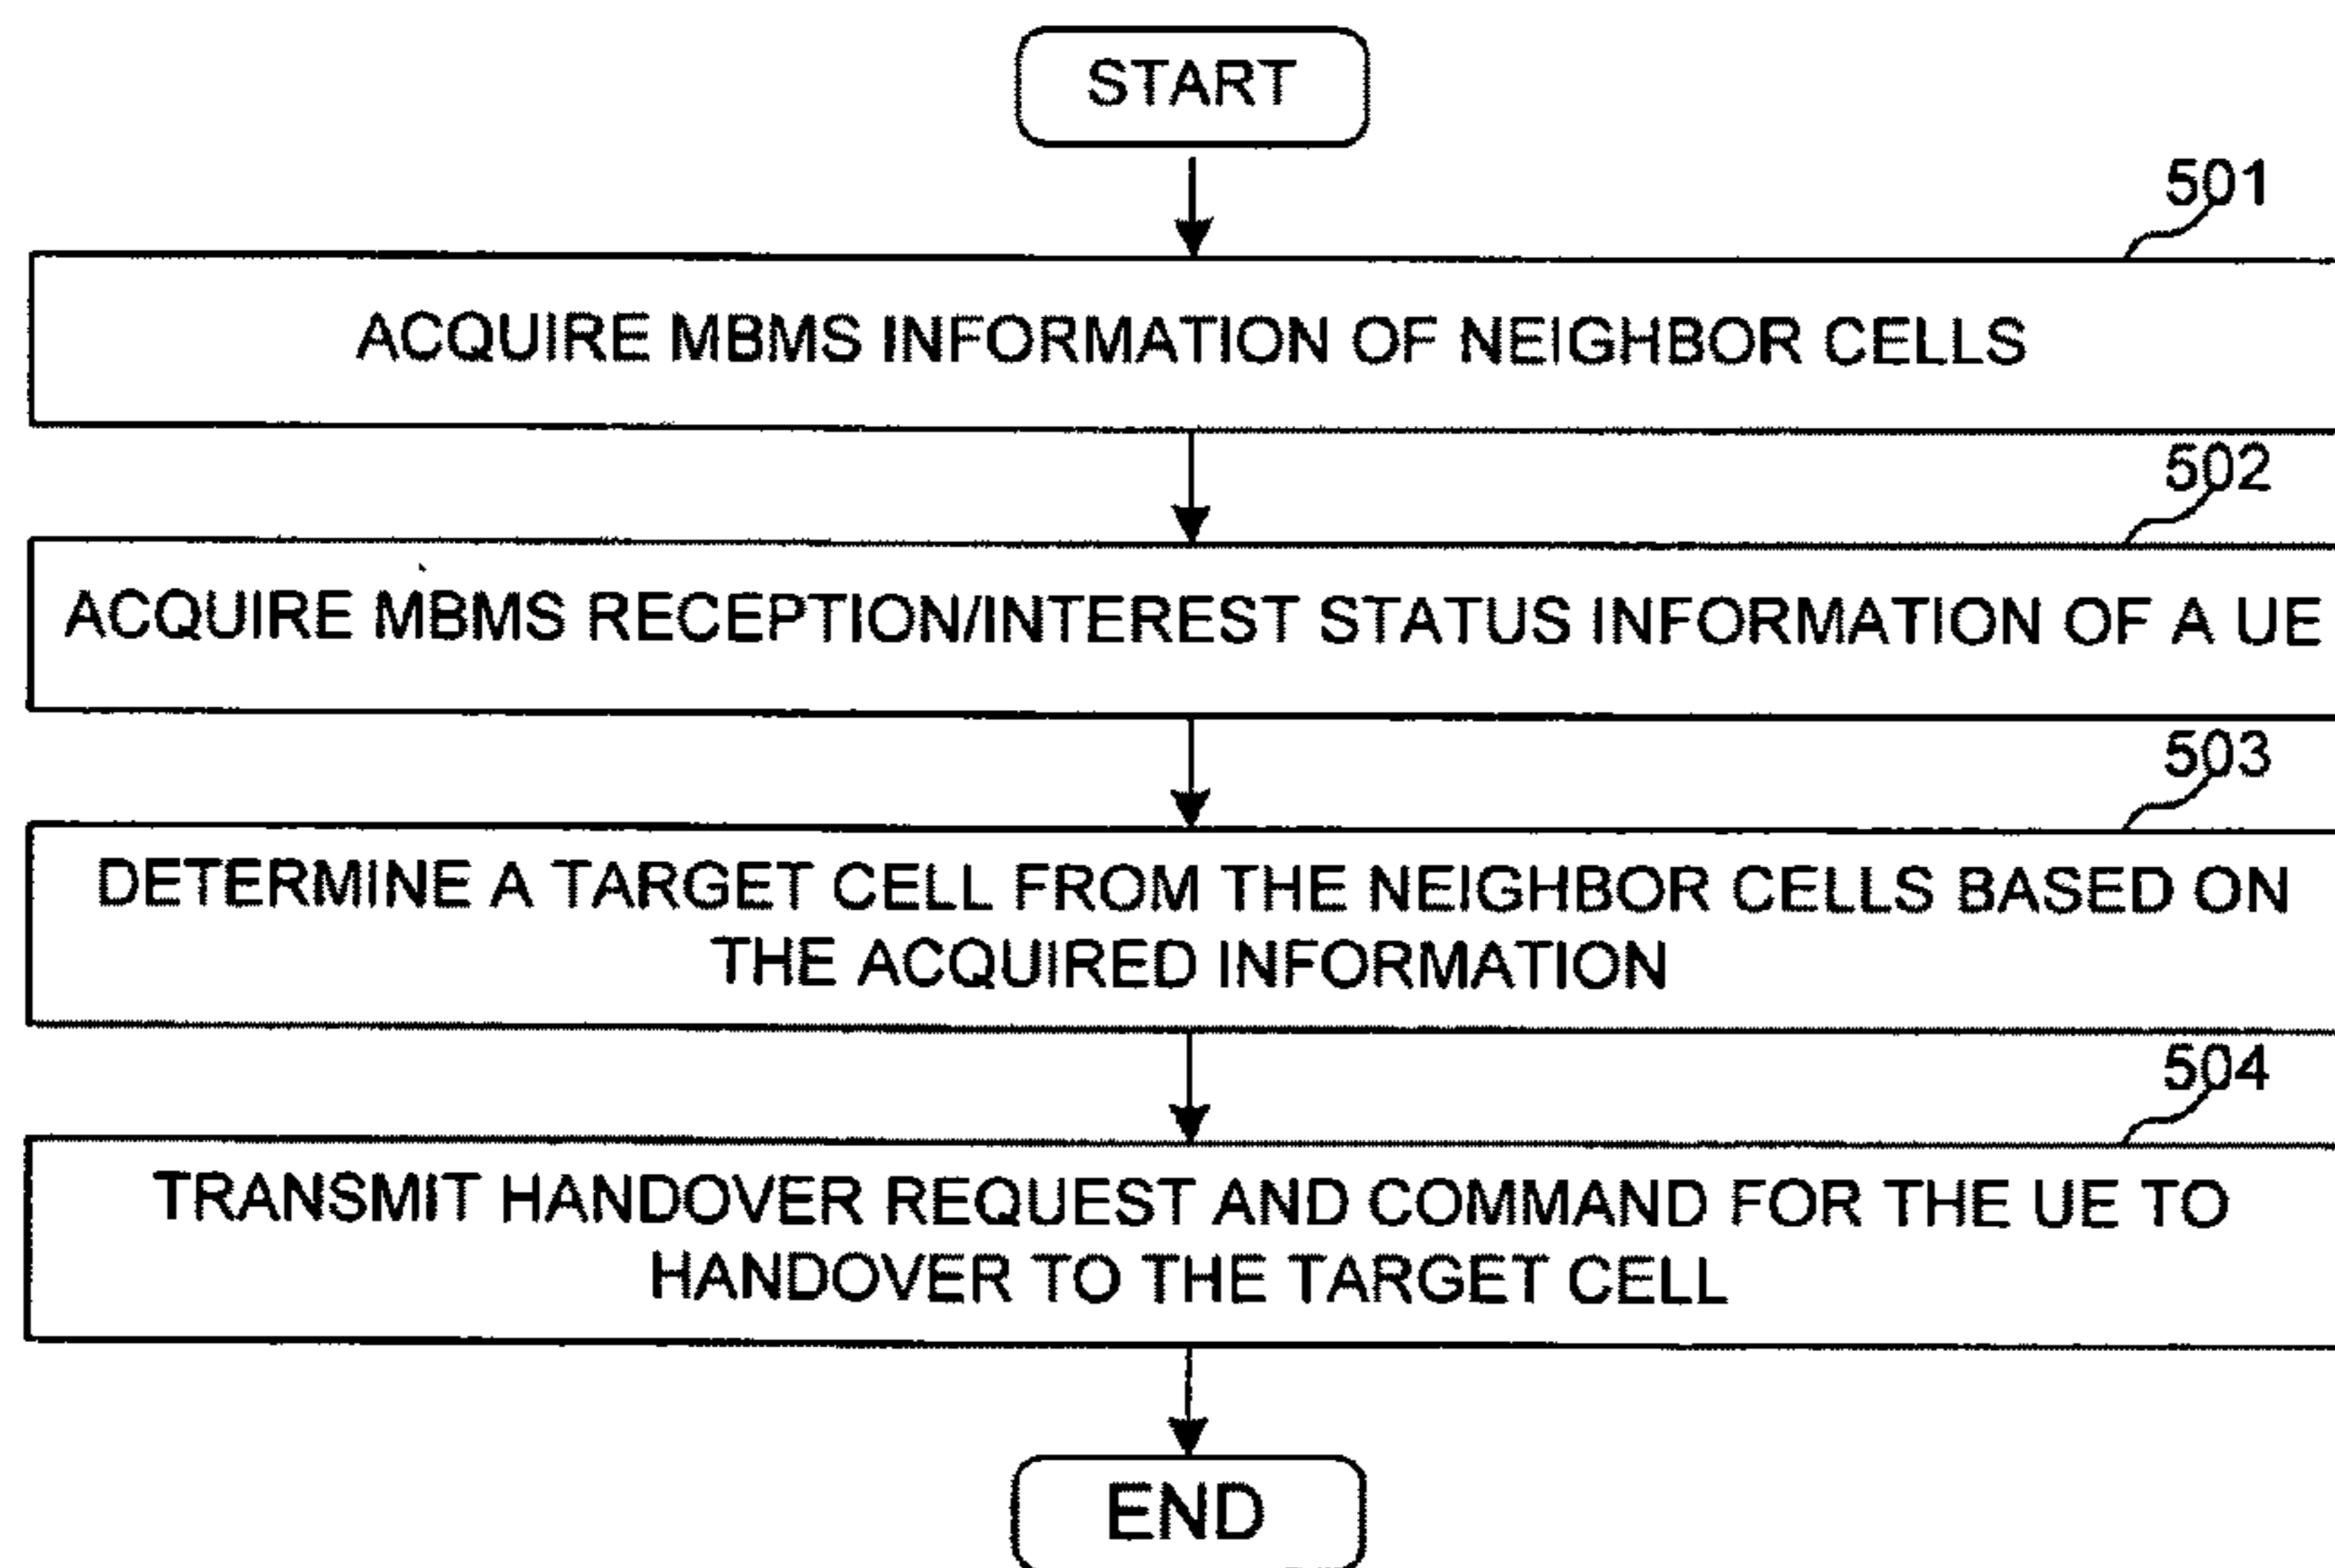 START
501
ACQUIRE MBMS INFORMATION OF NEIGHBOR CELLS
502
ACQUIRE MBMS RECEPTION/INTEREST STATUS INFORMATION OF A UE
503
DETERMINE A TARGET CELL FROM THE NEIGHBOR CELLS BASED ON
THE ACQUIRED INFORMATION
504
TRANSMIT HANDOVER REQUEST AND COMMAND FOR THE UE TO
HANDOVER TO THE TARGET CELL
END